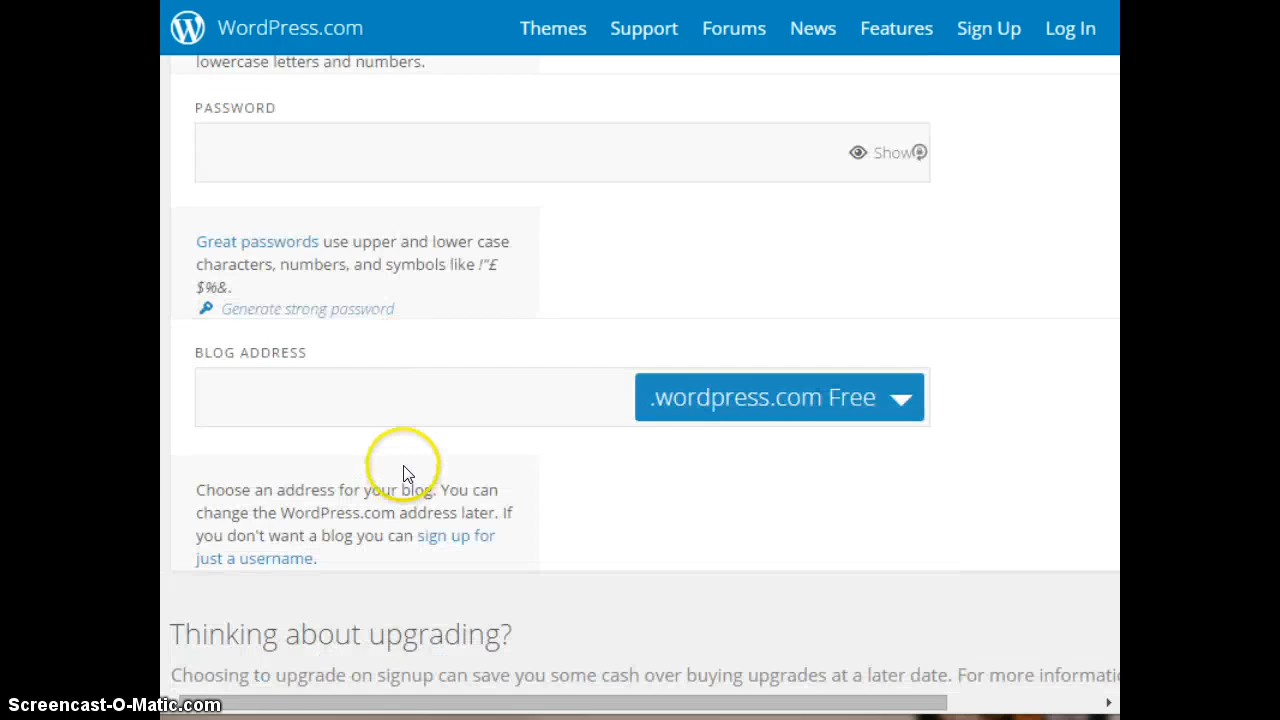 WordPress.com Themes Support Forums News Features Sign Up Log In
lowercase letters and numbers.
PASSWORD
Show
Great passwords use upper and lower case
characters, numbers, and symbols like !"£
$%&.
Generate strong password
BLOG ADDRESS
.wordpress.com Free
Choose an address for your blog. You can
change the WordPress.com address later. If
you don't want a blog you can sign up for
just a username.
Thinking about upgrading?
Choosing to upgrade on signup can save you some cash over buying upgrades at a later date. For more informatio
Screencast-O-Matic.com